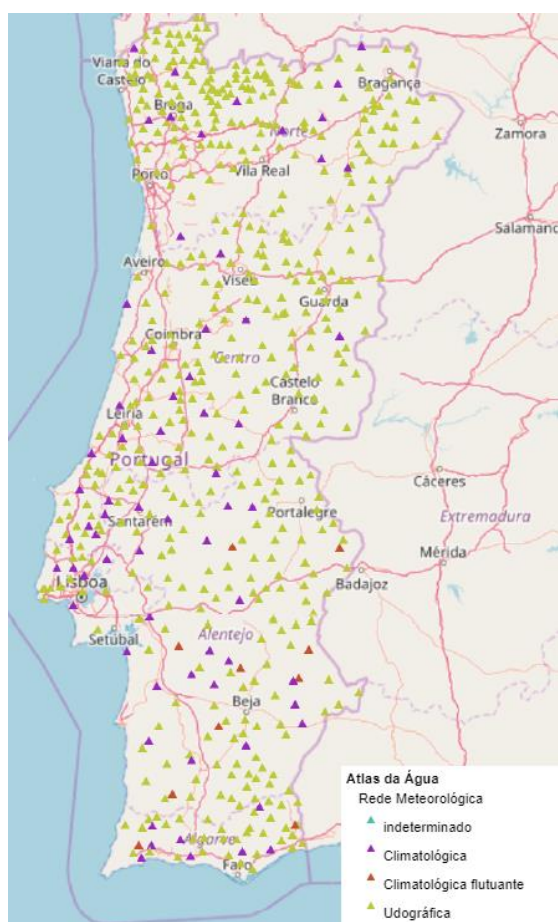 Viana do
Castelo
Bragança
Braga
Zamora
Norte
Vila Real
Porto
Salamanc
Aveiro
Viseu
Guarda
Coimbra
Centro
Castelo
Branco
Leiria
Portugal
Cáceres
Portalegre
Santarém
Extremadura
Mérida
Badajoz
Lisboa
Setúbal
Alentejo
Beja
Algarve
Faro
Atlas da Água
Rede Meteorológica
indeterminado
Climatológica
Climatológica flutuante
Udográfica